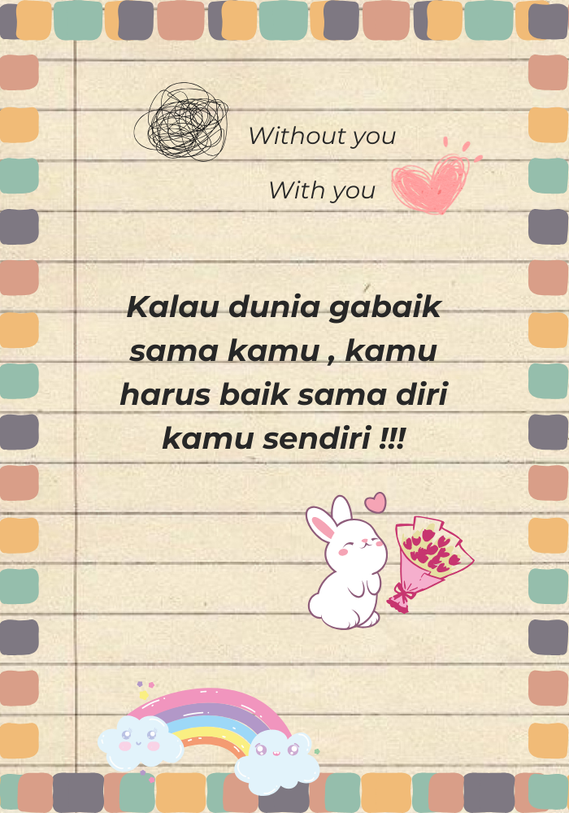 Without you
With you
Kalau dunia gabaik
sama kamu , kamu
harus baik sama diri
kamu sendiri !!!